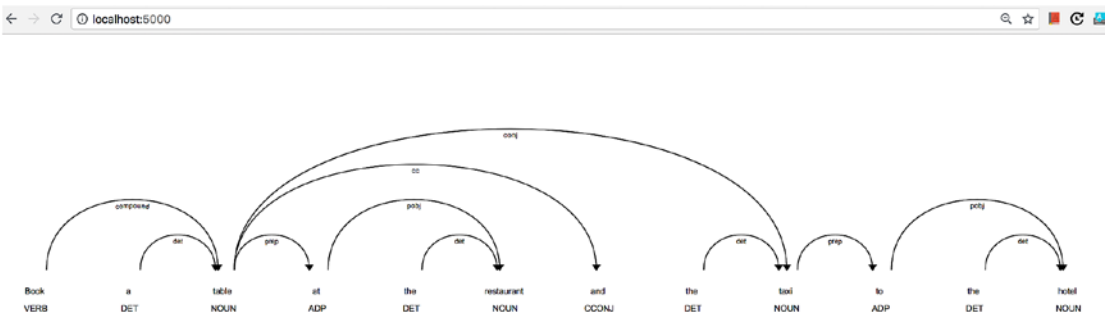 localhost:5000
conj
cc
compound pobj pobj
det prep det det prep det
Book a table at the restaurant and the taxi to the hotel
VERB DET NOUN ADP DET NOUN CCONJ DET NOUN ADP DET NOUN